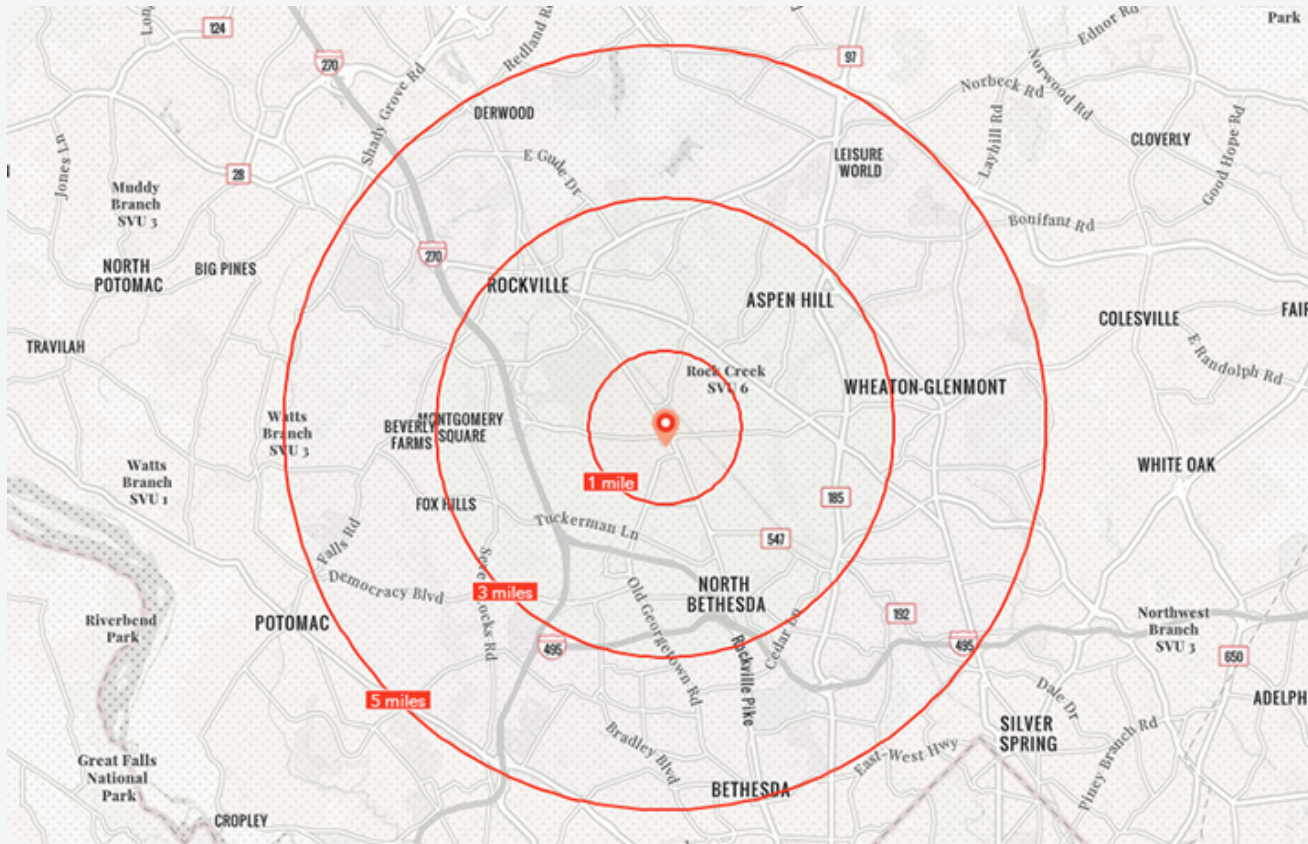 Park
Ednor Rd
Redland Rd
124
97
270
Shady Grove Rd
Norbeck Rd
Norwood Rd
DERWOOD
Layhill Rd
CLOVERLY
Good Hope Rd
Jones Ln
E Gude Dr
LEISURE
WORLD
28
Muddy
Branch
SVU 3
Bonifant Rd
270
NORTH
POTOMAC
BIG PINES
ROCKVILLE
ASPEN HILL
COLESVILLE
FAIR
TRAVILAH
E Randolph Rd
Rock Creek
SVU 6
WHEATON-GLENMONT
Watts
Branch
SVU 3
MONTGOMERY
SQUARE
BEVERLY
FARMS
Watts
Branch
SVU 1
WHITE OAK
1 mile
185
FOX HILLS
Tuckerman Ln
547
Falls Rd
Democracy Blvd
3 miles
Old Georgetown Rd
NORTH
BETHESDA
192
Riverbend
Park
POTOMAC
Northwest
Branch
SVU 3
Cedar Ln
495
495
650
Rockville Pike
5 miles
Dale Dr
ADELPH
SILVER
SPRING
Piney Branch Rd
Bradley Blvd
East-West Hwy
Great Falls
National
Park
BETHESDA
CROPLEY